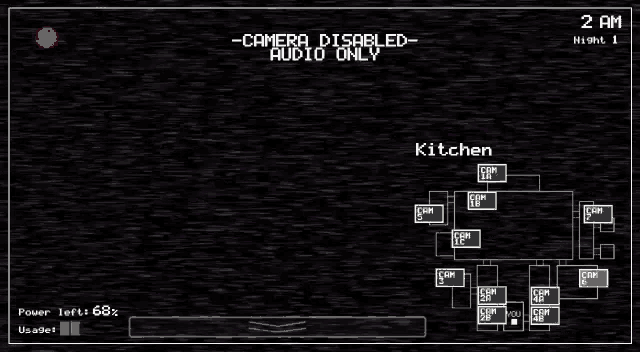 2 AM
Night 1
-CAMERA DISABLED-
AUDIO ONLY
Kitchen
CAM
1A
CAM
1B
CAM
5
CAM
7
CAM
1C
CAM
3
CAM
6
CAM
2A
CAM
4A
CAM
2B
YOU
CAM
4B
Power left: 68%
Usage: